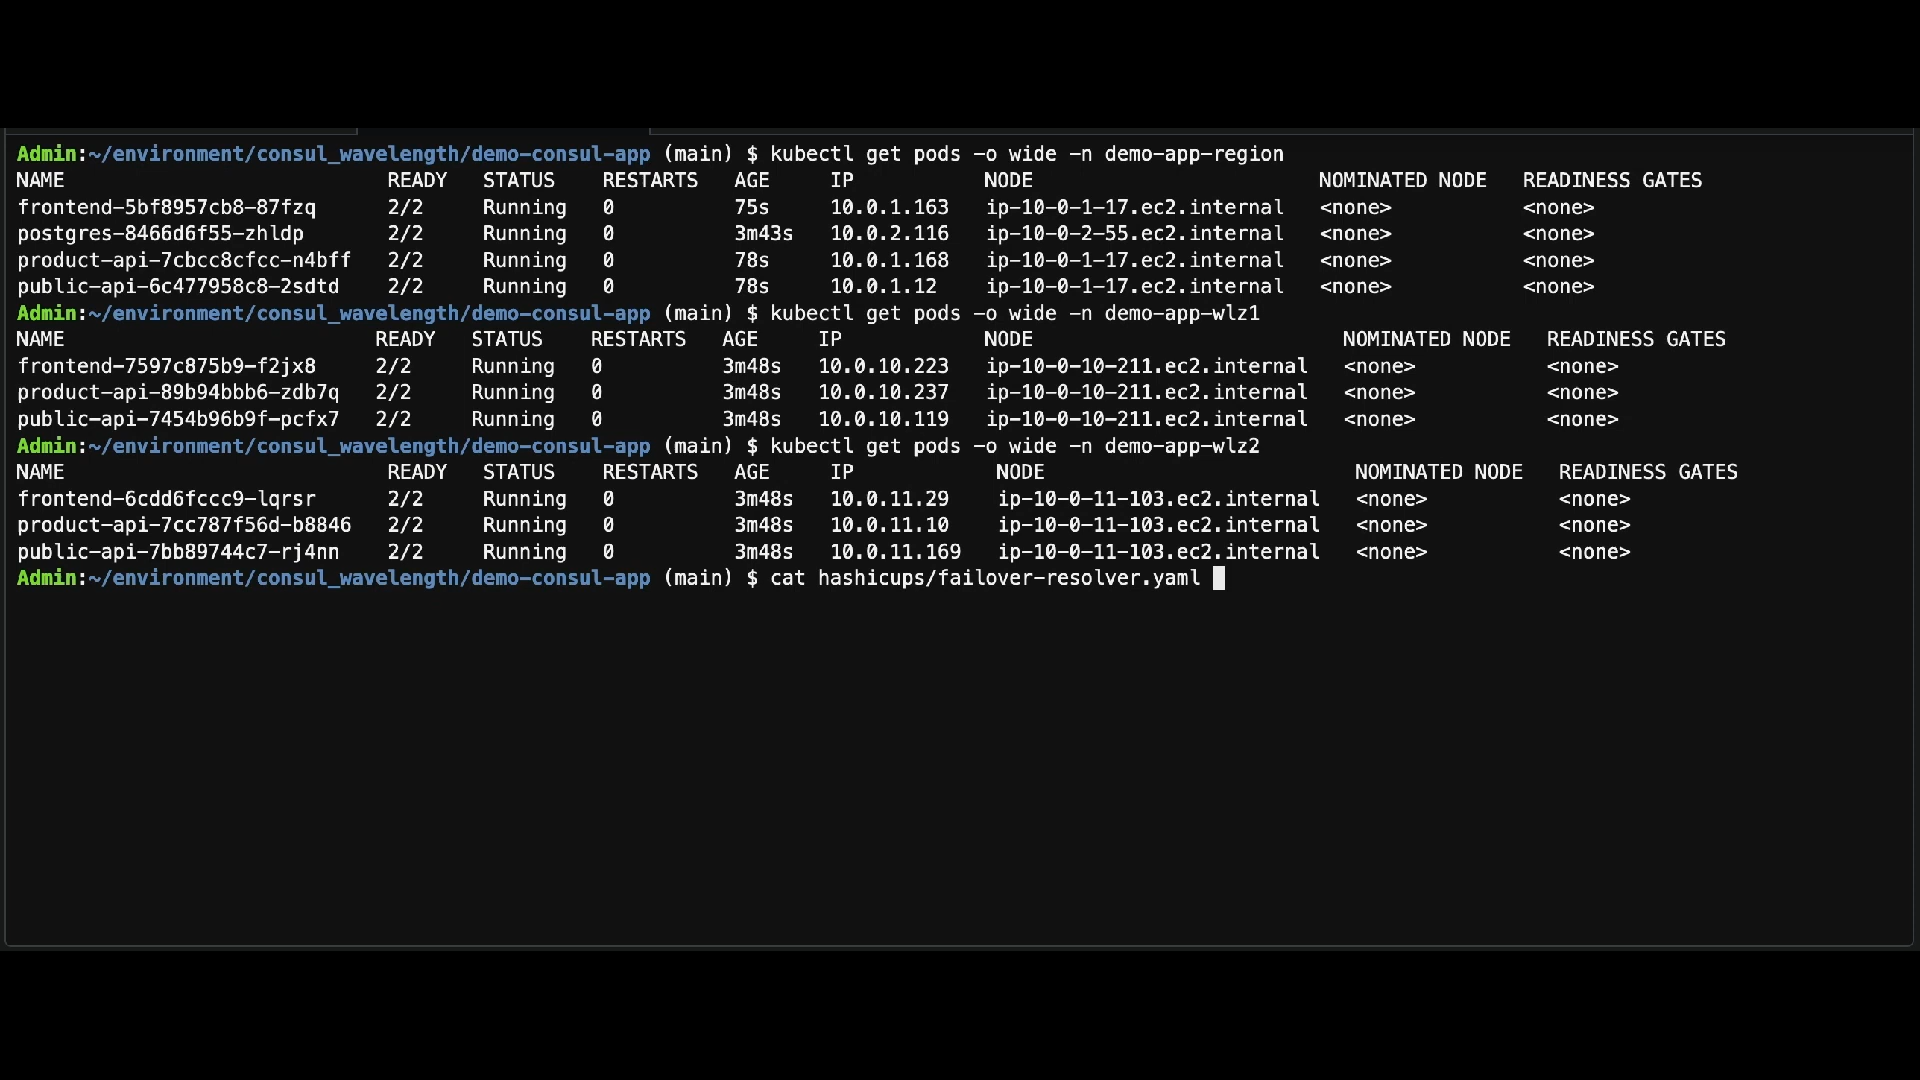 Admin:~/environment/consul_wavelength/demo-consul-app (main) $ kubectl get pods -o wide -n demo-app-region
NAME READY STATUS RESTARTS AGE IP NODE NOMINATED NODE READINESS GATES
frontend-5bf8957cb8-87fzq 2/2 Running 0 75s 10.0.1.163 ip-10-0-1-17.ec2.internal <none> <none>
postgres-8466d6f55-zhldp 2/2 Running 0 3m43s 10.0.2.116 ip-10-0-2-55.ec2.internal <none> <none>
product-api-7cbcc8cfcc-n4bff 2/2 Running 0 78s 10.0.1.168 ip-10-0-1-17.ec2.internal <none> <none>
public-api-6c477958c8-2sdtd 2/2 Running 0 78s 10.0.1.12 ip-10-0-1-17.ec2.internal <none> <none>
Admin:~/environment/consul_wavelength/demo-consul-app (main) $ kubectl get pods -o wide -n demo-app-wlz1
NAME READY STATUS RESTARTS AGE IP NODE NOMINATED NODE READINESS GATES
frontend-7597c875b9-f2jx8 2/2 Running 0 3m48s 10.0.10.223 ip-10-0-10-211.ec2.internal <none> <none>
product-api-89b94bbb6-zdb7q 2/2 Running 0 3m48s 10.0.10.237 ip-10-0-10-211.ec2.internal <none> <none>
public-api-7454b96b9f-pcfx7 2/2 Running 0 3m48s 10.0.10.119 ip-10-0-10-211.ec2.internal <none> <none>
Admin:~/environment/consul_wavelength/demo-consul-app (main) $ kubectl get pods -o wide -n demo-app-wlz2
NAME READY STATUS RESTARTS AGE IP NODE NOMINATED NODE READINESS GATES
frontend-6cdd6fccc9-lqrsr 2/2 Running 0 3m48s 10.0.11.29 ip-10-0-11-103.ec2.internal <none> <none>
product-api-7cc787f56d-b8846 2/2 Running 0 3m48s 10.0.11.10 ip-10-0-11-103.ec2.internal <none> <none>
public-api-7bb89744c7-rj4nn 2/2 Running 0 3m48s 10.0.11.169 ip-10-0-11-103.ec2.internal <none> <none>
Admin:~/environment/consul_wavelength/demo-consul-app (main) $ cat hashicups/failover-resolver.yaml